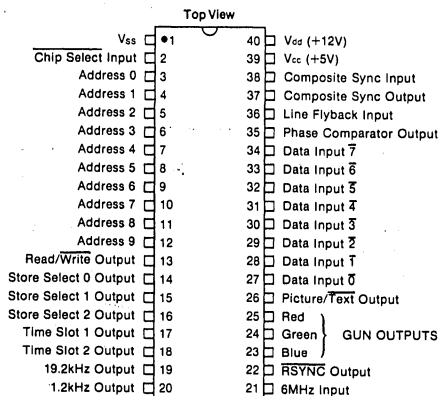 Top View
Vss 1 40 Vdd (+12V)
Chip Select Input 2 39 Vcc (+5V)
Address 0 3 38 Composite Sync Input
Address 1 4 37 Composite Sync Output
Address 2 5 36 Line Flyback Input
Address 3 6 35 Phase Comparator Output
Address 4 7 34 Data Input 7
Address 5 8 33 Data Input 6
Address 6 9 32 Data Input 5
Address 7 10 31 Data Input 4
Address 8 11 30 Data Input 3
Address 9 12 29 Data Input 2
Read/Write Output 13 28 Data Input 1
Store Select 0 Output 14 27 Data Input 0
Store Select 1 Output 15 26 Picture/Text Output
Store Select 2 Output 16 25 Red
Time Slot 1 Output 17 24 Green GUN OUTPUTS
Time Slot 2 Output 18 23 Blue
19.2kHz Output 19 22 RSYNC Output
1.2kHz Output 20 21 6MHz Input